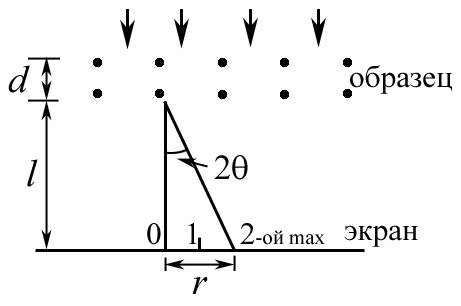 d
образец
l
2θ
0 1 2-ой max экран
r